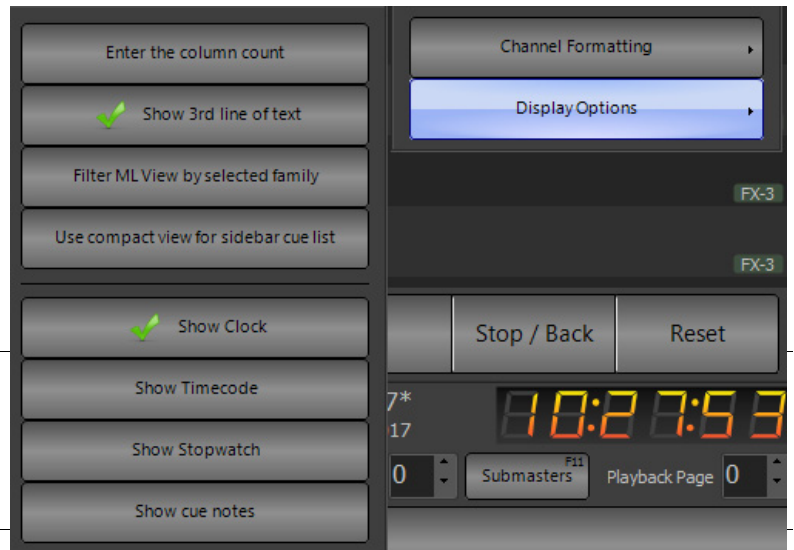 Enter the column count
Show 3rd line of text
Filter ML View by selected family
Use compact view for sidebar cue list
Show Clock
Show Timecode
Show Stopwatch
Show cue notes
Channel Formatting
Display Options
FX-3
FX-3
Stop / Back
Reset
7*
17
10:27:53
0
Submasters F11
Playback Page 0